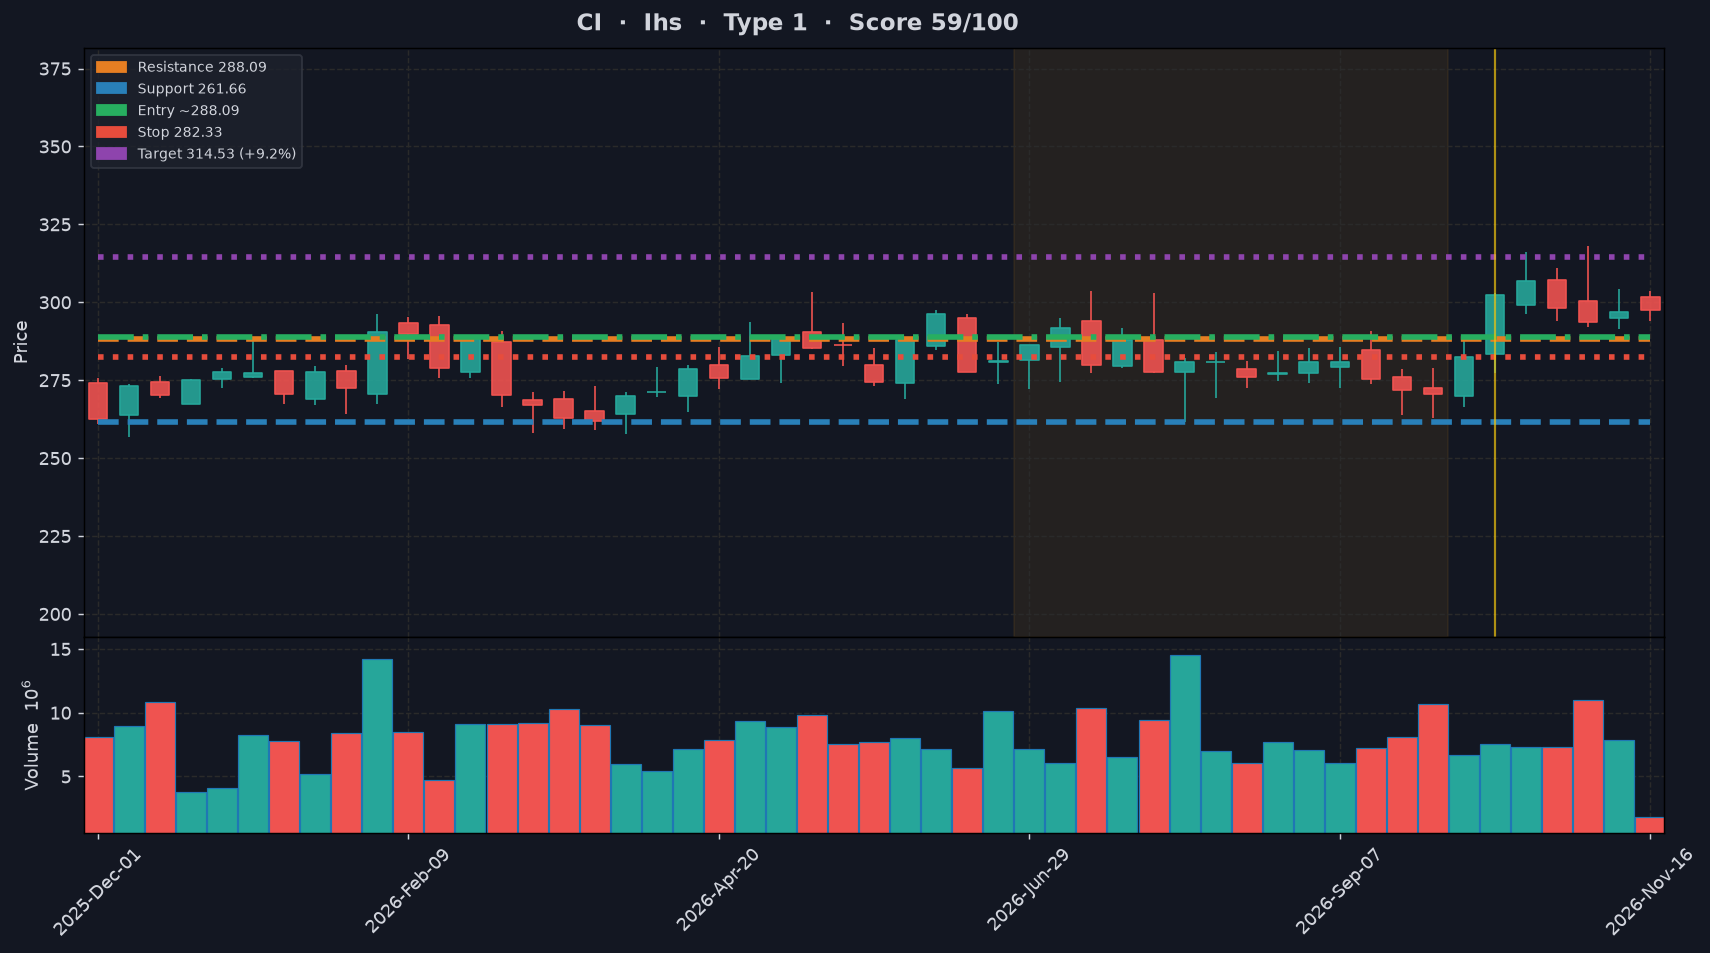 CI · Ihs · Type 1 · Score 59/100
Resistance 288.09
Support 261.66
Entry ~288.09
Stop 282.33
Target 314.53 (+9.2%)
Price
375
350
325
300
275
250
225
200
Volume 10⁶
15
10
5
2025-Dec-01
2026-Feb-09
2026-Apr-20
2026-Jun-29
2026-Sep-07
2026-Nov-16